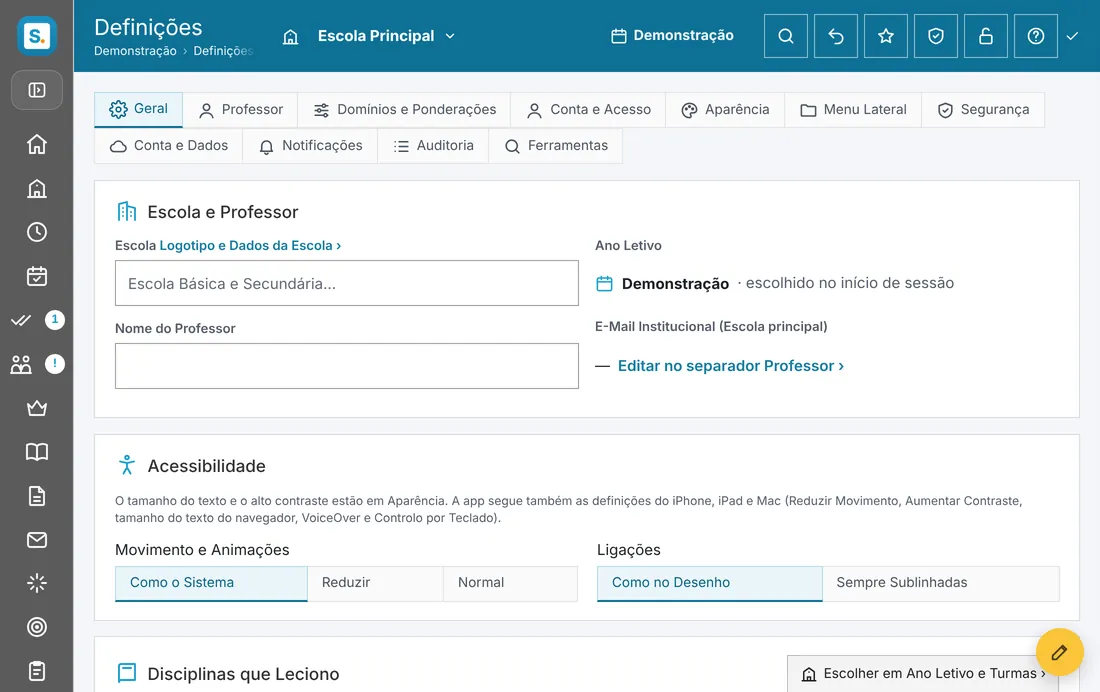 S.
Definições
Demonstração › Definições
Escola Principal
Demonstração
Geral
Professor
Domínios e Ponderações
Conta e Acesso
Aparência
Menu Lateral
Segurança
Conta e Dados
Notificações
Auditoria
Ferramentas
1
!
Escola e Professor
Escola Logotipo e Dados da Escola ›
Escola Básica e Secundária...
Nome do Professor
Ano Letivo
Demonstração · escolhido no início de sessão
E-Mail Institucional (Escola principal)
— Editar no separador Professor ›
Acessibilidade
O tamanho do texto e o alto contraste estão em Aparência. A app segue também as definições do iPhone, iPad e Mac (Reduzir Movimento, Aumentar Contraste,
tamanho do texto do navegador, VoiceOver e Controlo por Teclado).
Movimento e Animações
Como o Sistema
Reduzir
Normal
Ligações
Como no Desenho
Sempre Sublinhadas
Disciplinas que Leciono
Escolher em Ano Letivo e Turmas ›